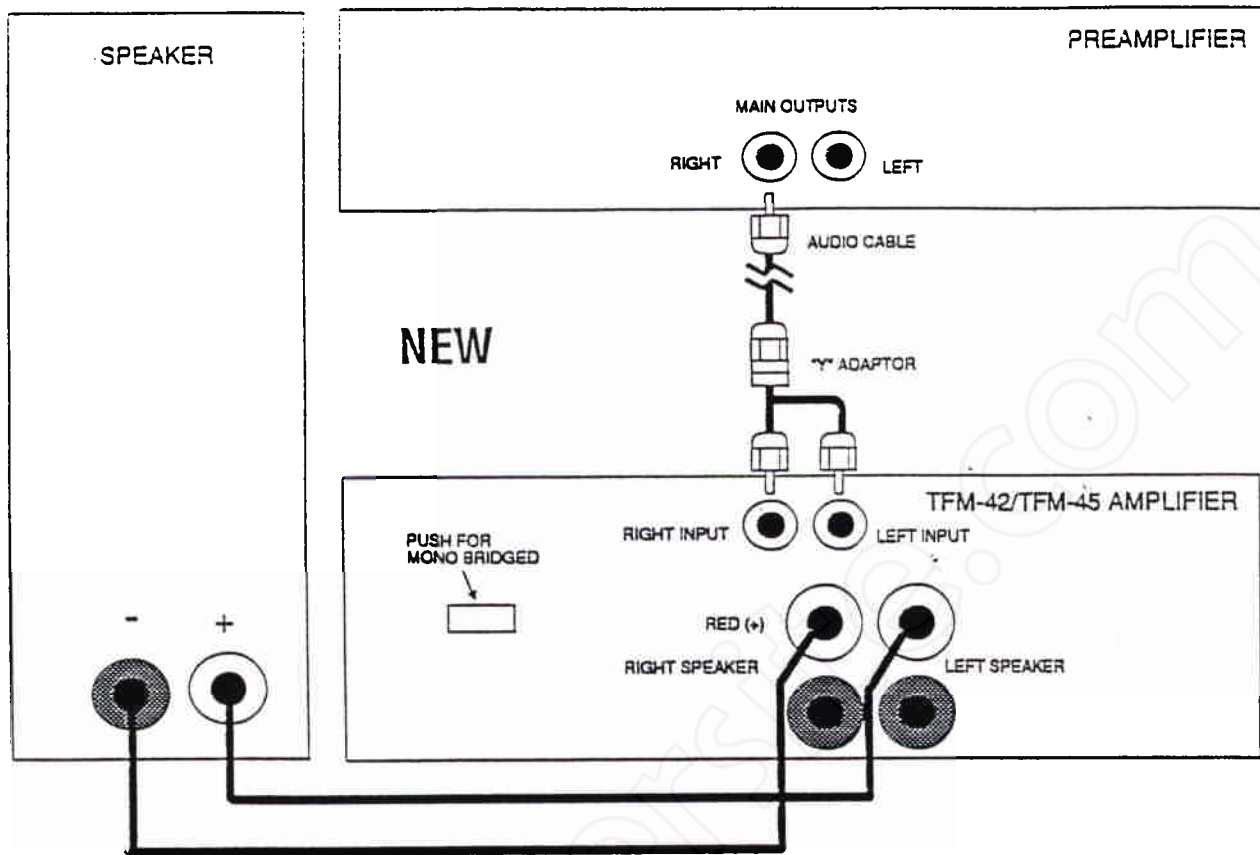 SPEAKER
PREAMPLIFIER
MAIN OUTPUTS
RIGHT
LEFT
AUDIO CABLE
NEW
"Y" ADAPTOR
TFM-42/TFM-45 AMPLIFIER
RIGHT INPUT
LEFT INPUT
PUSH FOR
MONO BRIDGED
- +
RED (+)
RIGHT SPEAKER
LEFT SPEAKER